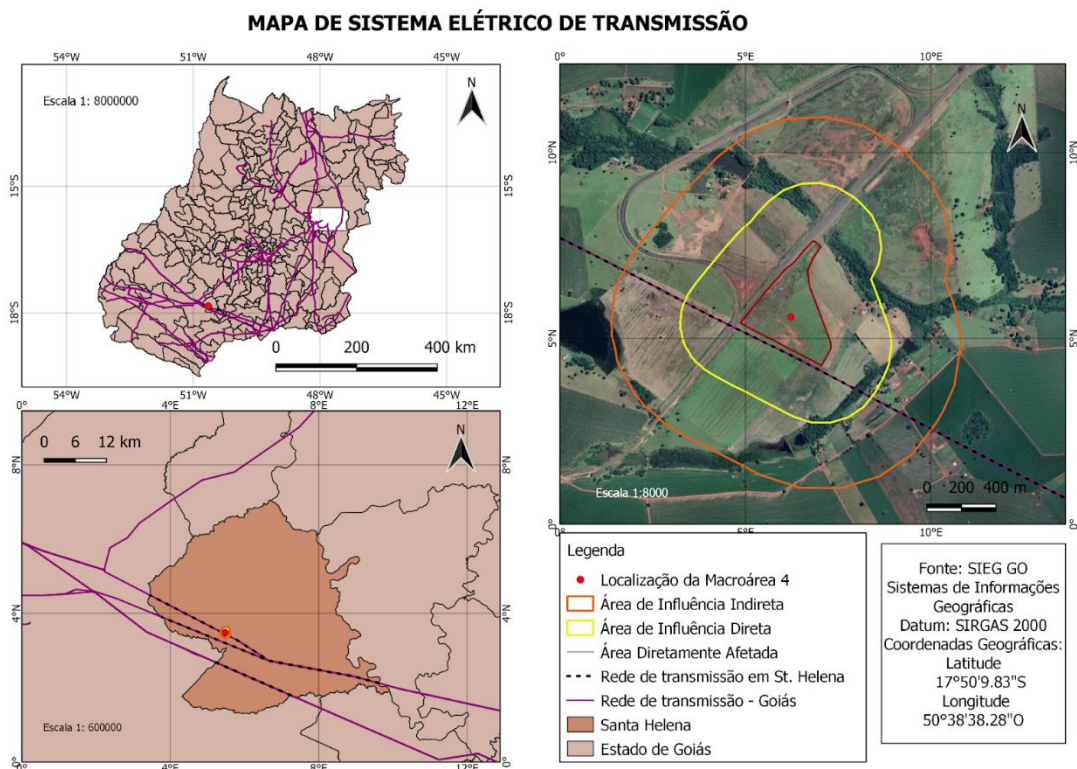 MAPA DE SISTEMA ELÉTRICO DE TRANSMISSÃO
54°W 51°W 48°W 45°W
Escala 1: 8000000
N
15°S 15°S
18°S 18°S
0 200 400 km
54°W 51°W 48°W 45°W
0° 4°E 8°E 12°E
0 6 12 km
N
8°N 8°N
4°N 4°N
Escala 1: 600000
0° 0°
0° 4°E 8°E 12°E
0° 5°E 10°E
N
10°N 10°N
5°N 5°N
Escala 1:8000
0 200 400 m
0° 0°
0° 5°E 10°E
Legenda
Localização da Macroárea 4
Área de Influência Indireta
Área de Influência Direta
Área Diretamente Afetada
Rede de transmissão em St. Helena
Rede de transmissão - Goiás
Santa Helena
Estado de Goiás
Fonte: SIEG GO
Sistemas de Informações
Geográficas
Datum: SIRGAS 2000
Coordenadas Geográficas:
Latitude
17°50'9.83"S
Longitude
50°38'38.28"O